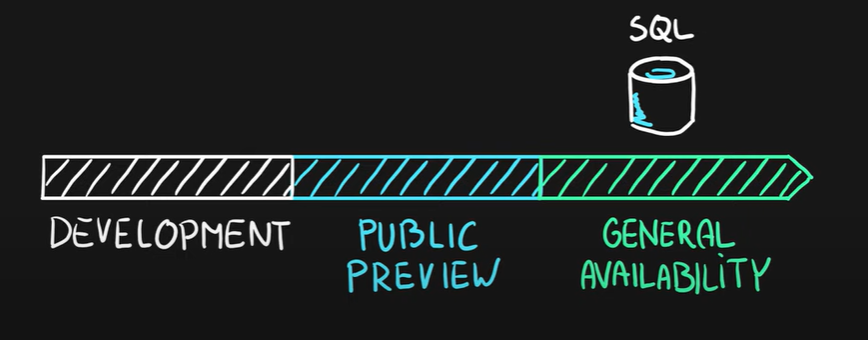 SQL
DEVELOPMENT
PUBLIC
PREVIEW
GENERAL
AVAILABILITY